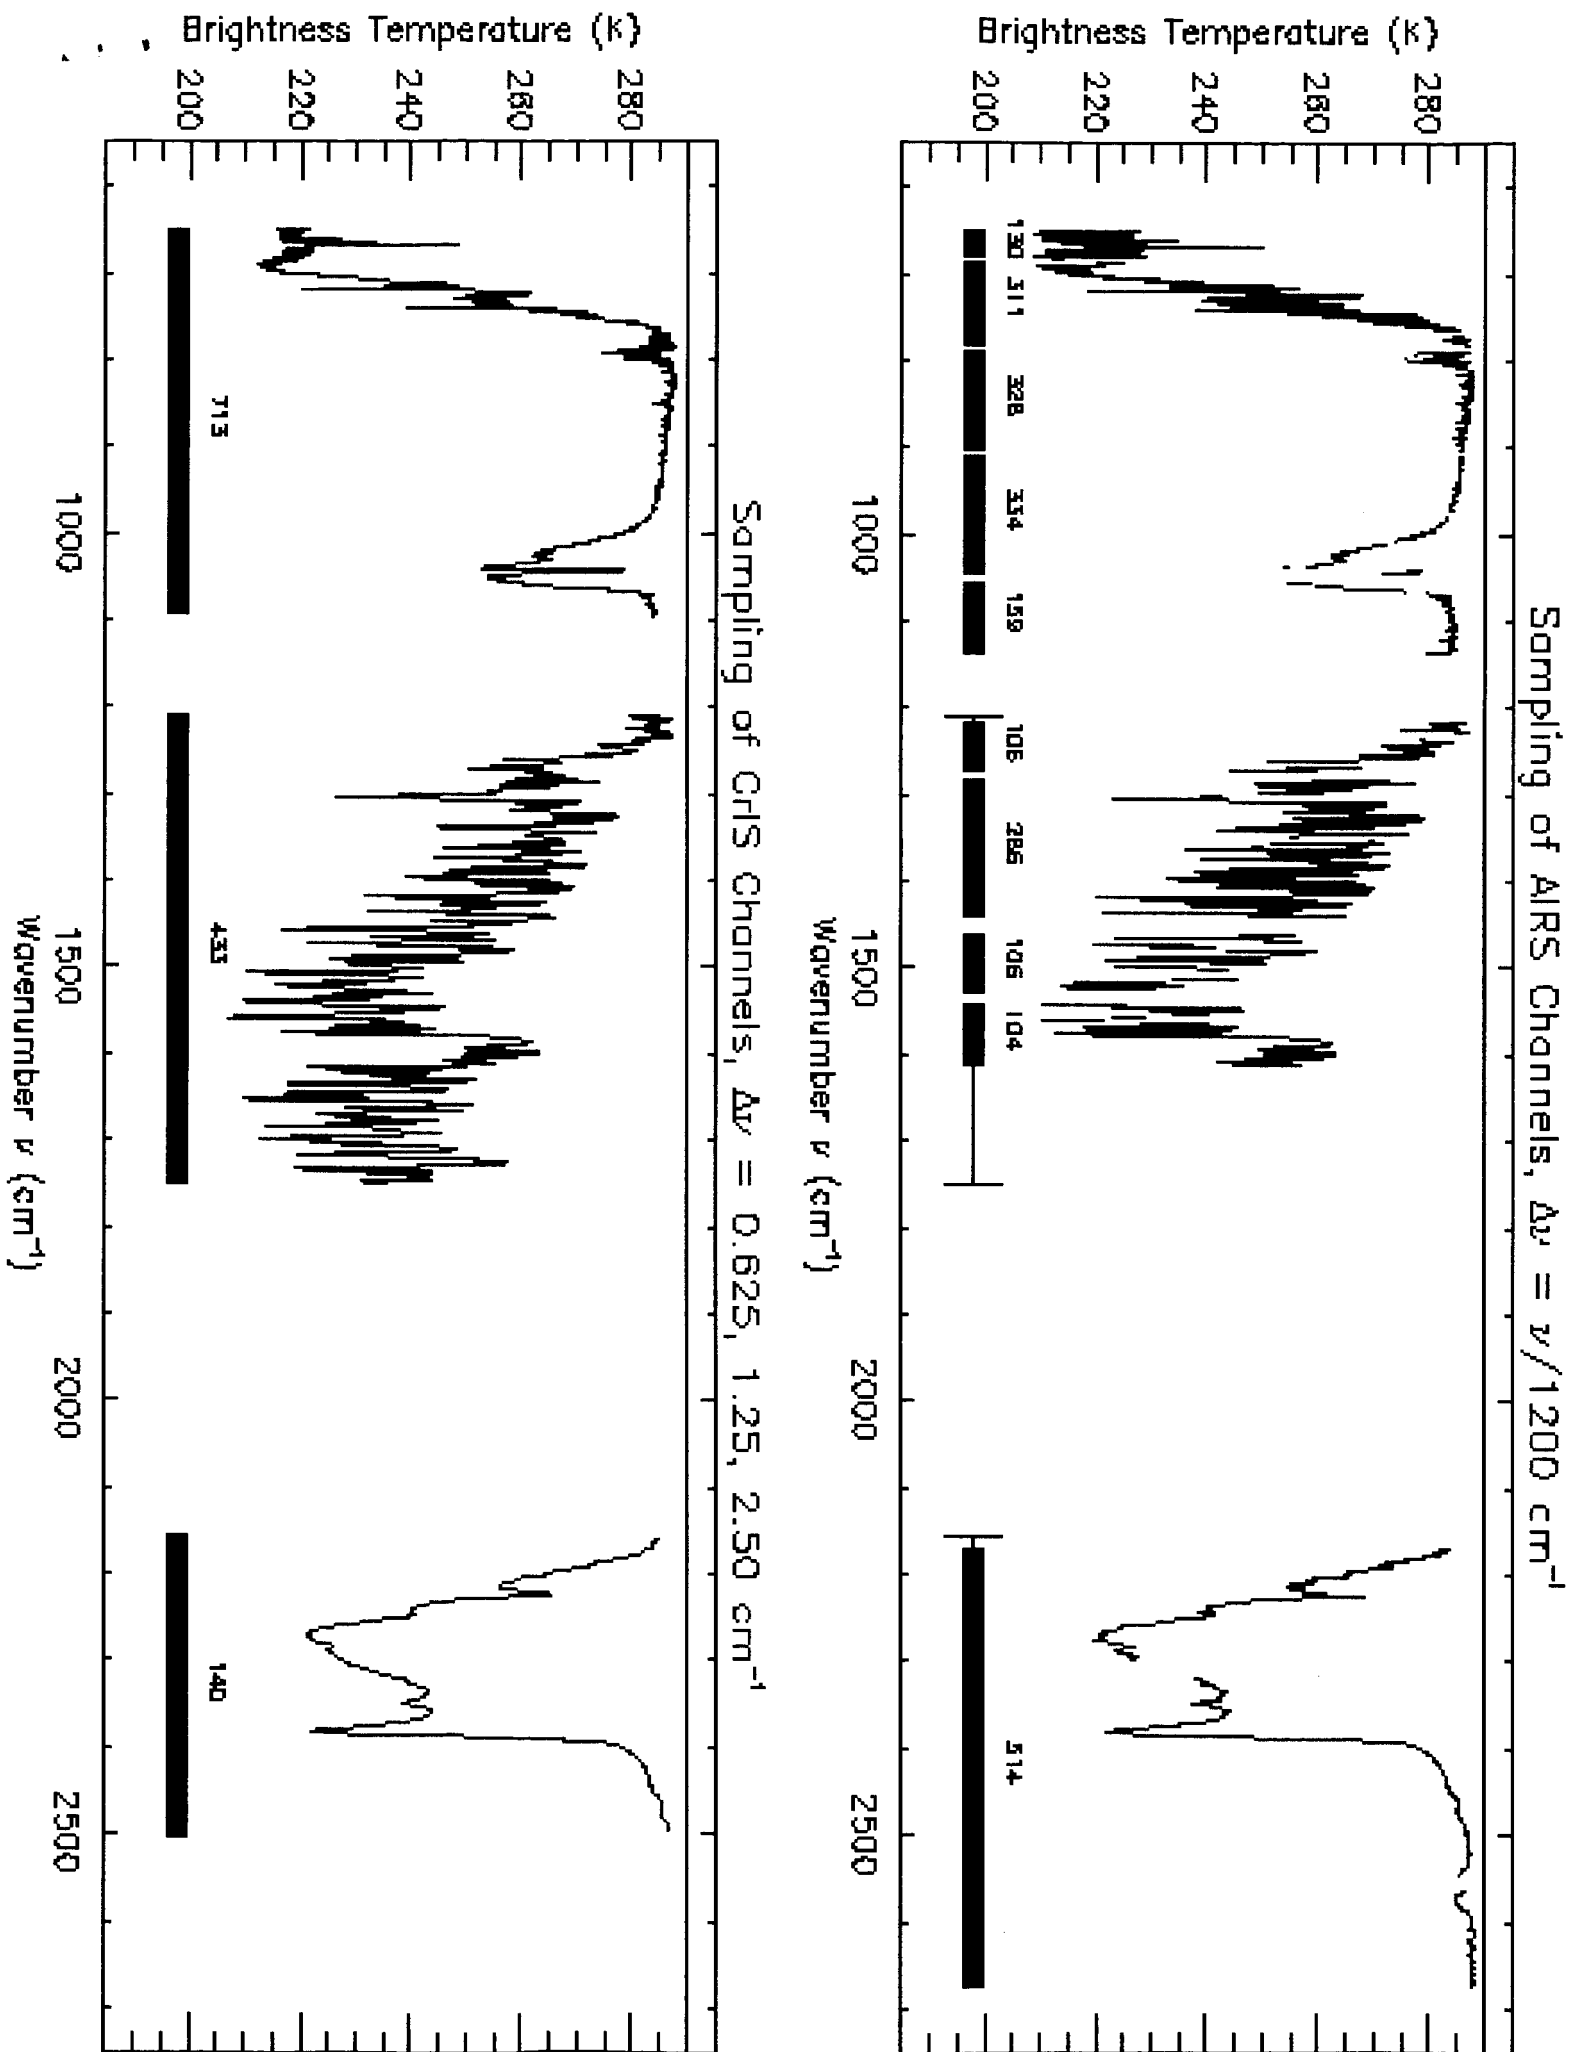 Sampling of AIRS Channels, Δν = ν/1200 cm⁻¹
Brightness Temperature (K)
280
260
240
220
200
130 311 328 334 159 106 286 106 104 514
1000 1500 2000 2500
Wavenumber ν (cm⁻¹)
Sampling of CrIS Channels, Δν = 0.625, 1.25, 2.50 cm⁻¹
Brightness Temperature (K)
280
260
240
220
200
713 433 140
1000 1500 2000 2500
Wavenumber ν (cm⁻¹)